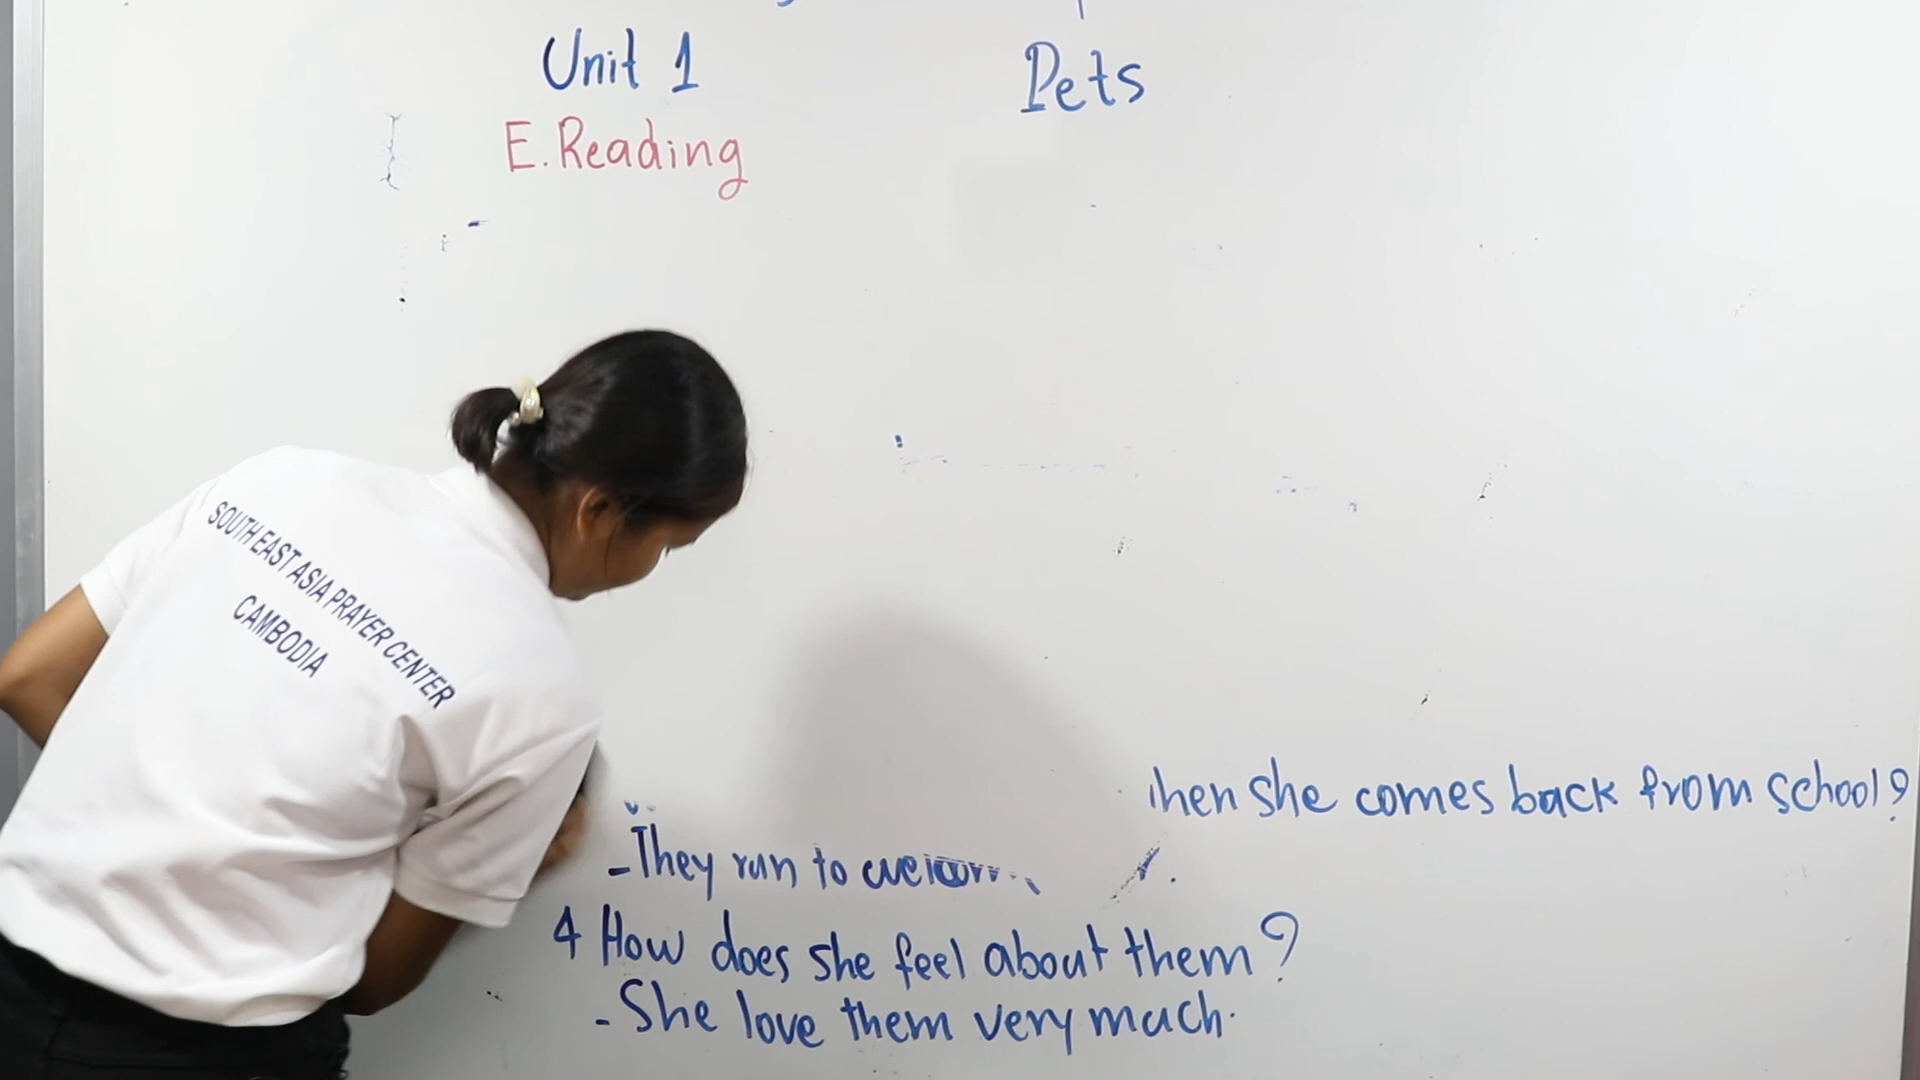 Unit 1
Pets
E. Reading
SOUTH EAST ASIA PRAYER CENTER
CAMBODIA
she comes back from school?
- They run to
4 How does she feel about them?
- She love them very much.